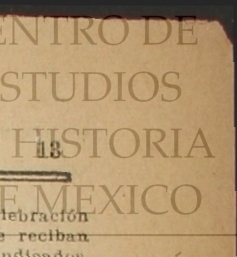 ENTRO DE
STUDIOS
HISTORIA
13
E MEXICO
lebración
e reciban